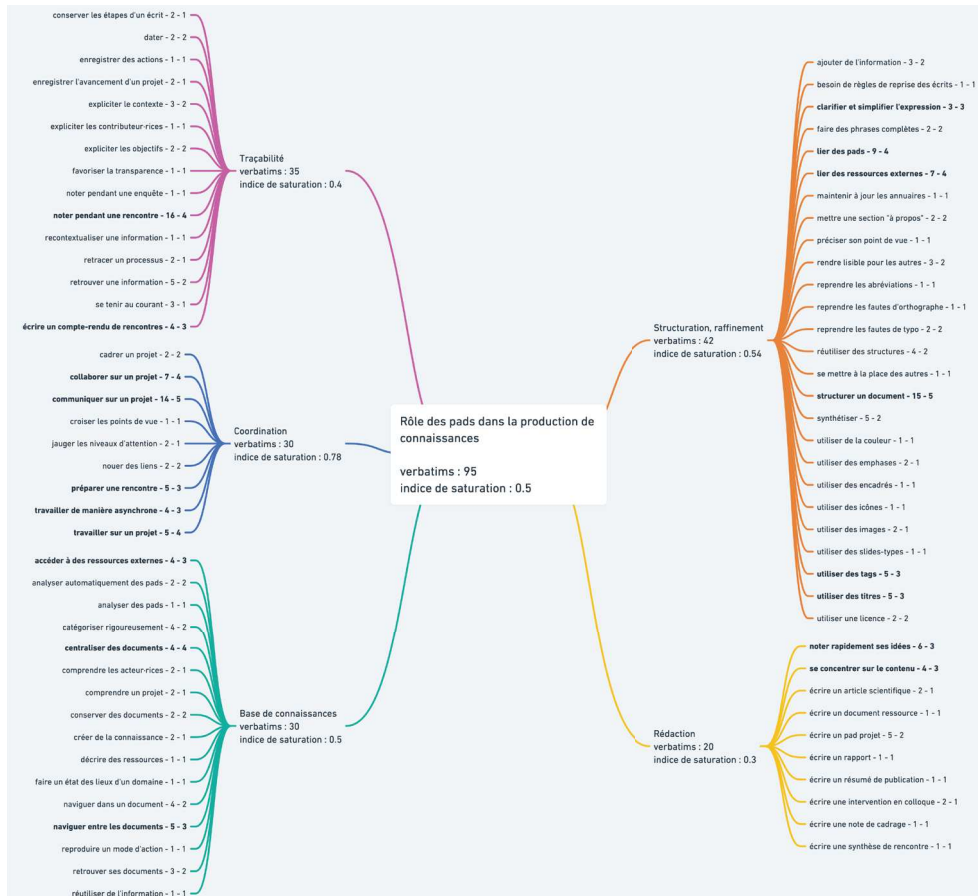 conserver les étapes d'un écrit - 2 - 1
dater - 2 - 2
enregistrer des actions - 1 - 1
enregistrer l'avancement d'un projet - 2 - 1
expliciter le contexte - 3 - 2
expliciter les contributeur·rices - 1 - 1
expliciter les objectifs - 2 - 2
favoriser la transparence - 1 - 1
noter pendant une enquête - 1 - 1
noter pendant une rencontre - 16 - 4
recontextualiser une information - 1 - 1
retracer un processus - 2 - 1
retrouver une information - 5 - 2
se tenir au courant - 3 - 1
écrire un compte-rendu de rencontres - 4 - 3
Traçabilité
verbatims : 35
indice de saturation : 0.4
cadrer un projet - 2 - 2
collaborer sur un projet - 7 - 4
communiquer sur un projet - 14 - 5
croiser les points de vue - 1 - 1
jauger les niveaux d'attention - 2 - 1
nouer des liens - 2 - 2
préparer une rencontre - 5 - 3
travailler de manière asynchrone - 4 - 3
travailler sur un projet - 5 - 4
Coordination
verbatims : 30
indice de saturation : 0.78
accéder à des ressources externes - 4 - 3
analyser automatiquement des pads - 2 - 2
analyser des pads - 1 - 1
catégoriser rigoureusement - 4 - 2
centraliser des documents - 4 - 4
comprendre les acteur·rices - 2 - 1
comprendre un projet - 2 - 1
conserver des documents - 2 - 2
créer de la connaissance - 2 - 1
décrire des ressources - 1 - 1
faire un état des lieux d'un domaine - 1 - 1
naviguer dans un document - 4 - 2
naviguer entre les documents - 5 - 3
reproduire un mode d'action - 1 - 1
retrouver ses documents - 3 - 2
réutiliser de l'information - 1 - 1
Base de connaissances
verbatims : 30
indice de saturation : 0.5
Rôle des pads dans la production de
connaissances
verbatims : 95
indice de saturation : 0.5
Structuration, raffinement
verbatims : 42
indice de saturation : 0.54
ajouter de l'information - 3 - 2
besoin de règles de reprise des écrits - 1 - 1
clarifier et simplifier l'expression - 3 - 3
faire des phrases complètes - 2 - 2
lier des pads - 9 - 4
lier des ressources externes - 7 - 4
maintenir à jour les annuaires - 1 - 1
mettre une section "à propos" - 2 - 2
préciser son point de vue - 1 - 1
rendre lisible pour les autres - 3 - 2
reprendre les abréviations - 1 - 1
reprendre les fautes d'orthographe - 1 - 1
reprendre les fautes de typo - 2 - 2
réutiliser des structures - 4 - 2
se mettre à la place des autres - 1 - 1
structurer un document - 15 - 5
synthétiser - 5 - 2
utiliser de la couleur - 1 - 1
utiliser des emphases - 2 - 1
utiliser des encadrés - 1 - 1
utiliser des icônes - 1 - 1
utiliser des images - 2 - 1
utiliser des slides-types - 1 - 1
utiliser des tags - 5 - 3
utiliser des titres - 5 - 3
utiliser une licence - 2 - 2
Rédaction
verbatims : 20
indice de saturation : 0.3
noter rapidement ses idées - 6 - 3
se concentrer sur le contenu - 4 - 3
écrire un article scientifique - 2 - 1
écrire un document ressource - 1 - 1
écrire un pad projet - 5 - 2
écrire un rapport - 1 - 1
écrire un résumé de publication - 1 - 1
écrire une intervention en colloque - 2 - 1
écrire une note de cadrage - 1 - 1
écrire une synthèse de rencontre - 1 - 1